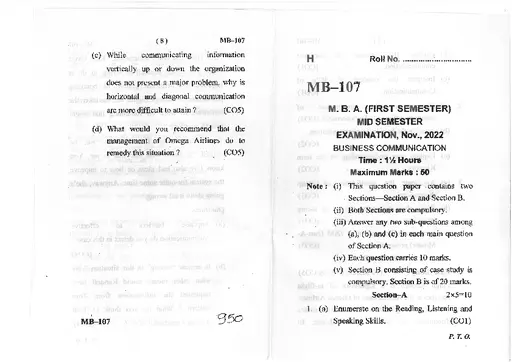 ( 8 ) MB–107
(c) While communicating information
vertically up or down the organization
does not present a major problem, why is
horizontal and diagonal communication
are more difficult to attain ? (CO5)
(d) What would you recommend that the
management of Omega Airlines do to
remedy this situation ? (CO5)
MB–107
950
H Roll No. ..............................
MB–107
M. B. A. (FIRST SEMESTER)
MID SEMESTER
EXAMINATION, Nov., 2022
BUSINESS COMMUNICATION
Time : 1½ Hours
Maximum Marks : 50
Note : (i) This question paper contains two
Sections—Section A and Section B.
(ii) Both Sections are compulsory.
(iii) Answer any two sub-questions among
(a), (b) and (c) in each main question
of Section A.
(iv) Each question carries 10 marks.
(v) Section B consisting of case study is
compulsory. Section B is of 20 marks.
Section–A 2×5=10
1. (a) Enumerate on the Reading, Listening and
Speaking Skills. (CO1)
P. T. O.